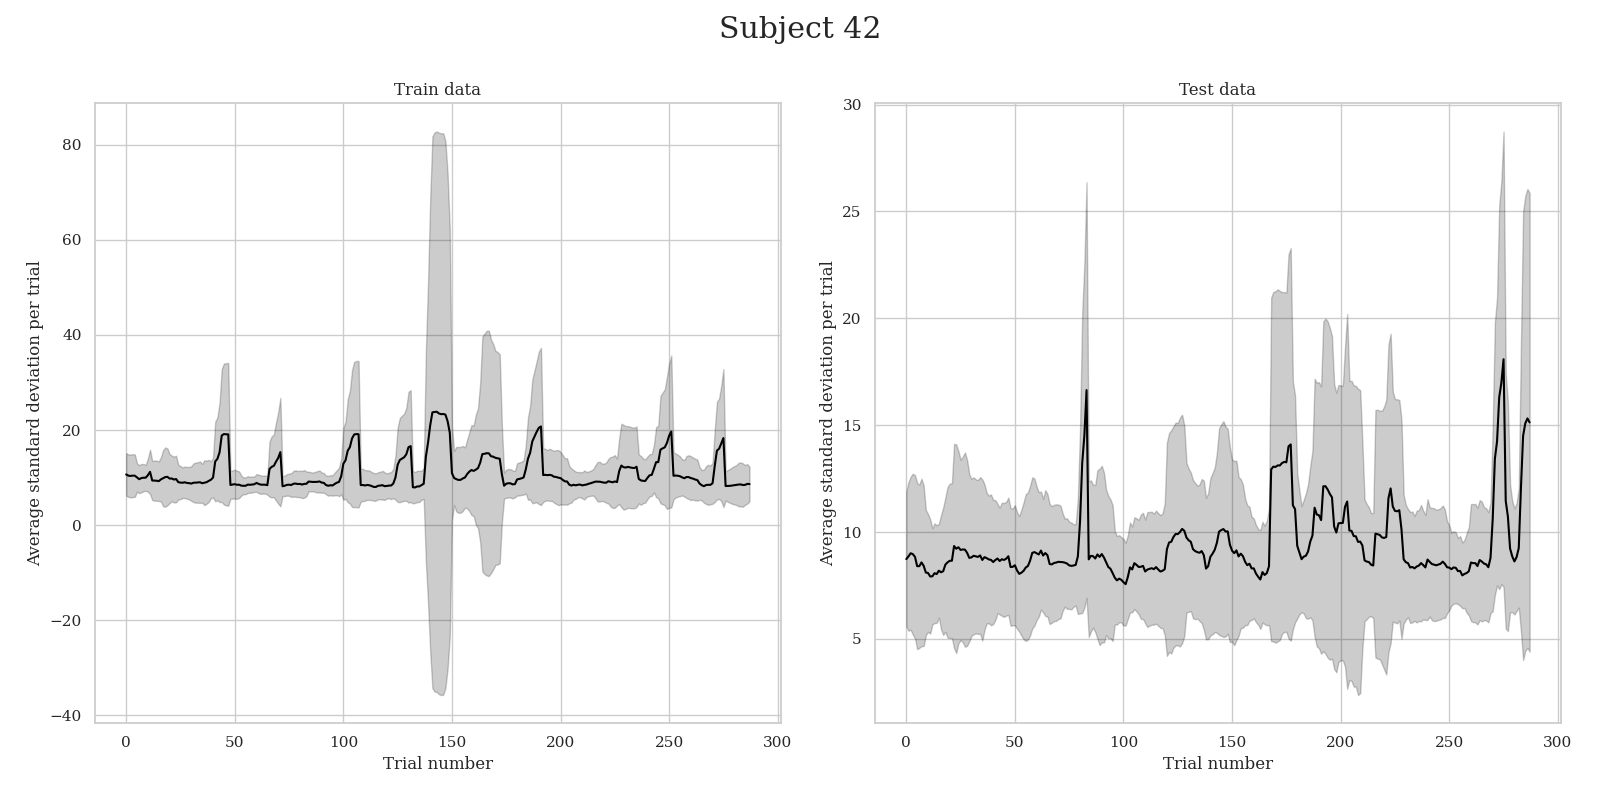 Subject 42
Train data
Average standard deviation per trial
80
60
40
20
0
−20
−40
0 50 100 150 200 250 300
Trial number
Test data
Average standard deviation per trial
30
25
20
15
10
5
0 50 100 150 200 250 300
Trial number